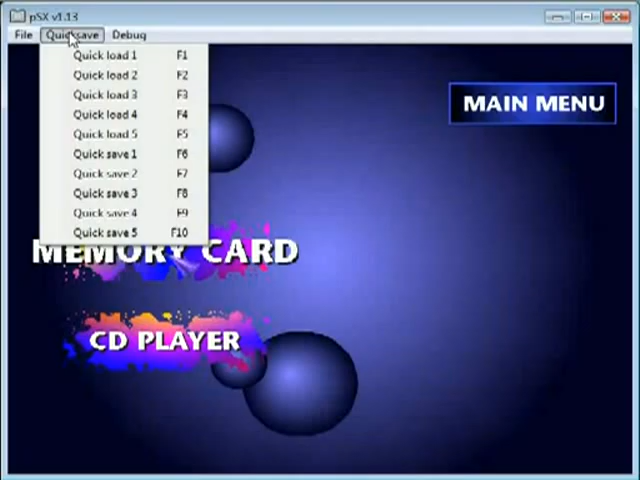 pSX v1.13
File Quicksave Debug
Quick load 1 F1
Quick load 2 F2
Quick load 3 F3
Quick load 4 F4
Quick load 5 F5
Quick save 1 F6
Quick save 2 F7
Quick save 3 F8
Quick save 4 F9
Quick save 5 F10
MAIN MENU
MEMORY CARD
CD PLAYER